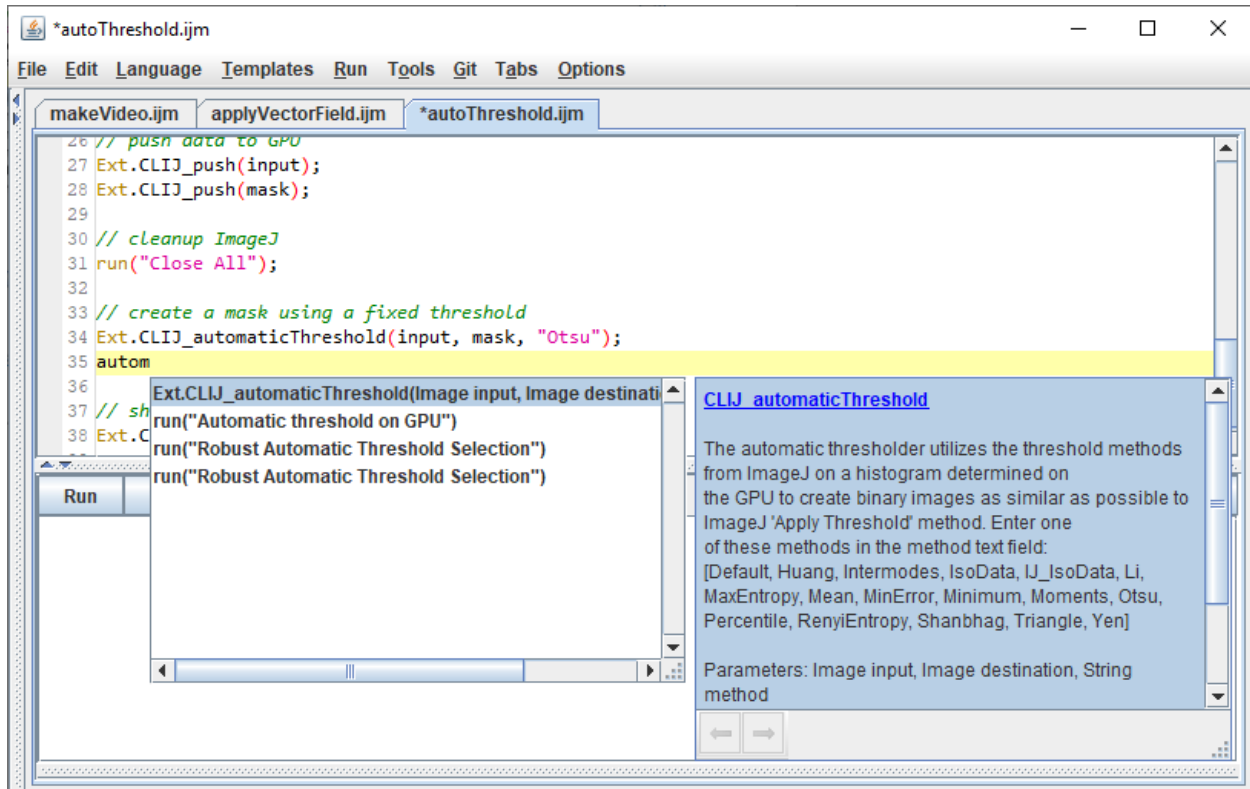 *autoThreshold.ijm
File Edit Language Templates Run Tools Git Tabs Options
makeVideo.ijm applyVectorField.ijm *autoThreshold.ijm
26 // push data to GPU
27 Ext.CLIJ_push(input);
28 Ext.CLIJ_push(mask);
29
30 // cleanup ImageJ
31 run("Close All");
32
33 // create a mask using a fixed threshold
34 Ext.CLIJ_automaticThreshold(input, mask, "Otsu");
35 autom
36
37 // sh
38 Ext.C
Ext.CLIJ_automaticThreshold(Image input, Image destinati
run("Automatic threshold on GPU")
run("Robust Automatic Threshold Selection")
run("Robust Automatic Threshold Selection")
Run
CLIJ_automaticThreshold
The automatic thresholder utilizes the threshold methods
from ImageJ on a histogram determined on
the GPU to create binary images as similar as possible to
ImageJ 'Apply Threshold' method. Enter one
of these methods in the method text field:
[Default, Huang, Intermodes, IsoData, IJ_IsoData, Li,
MaxEntropy, Mean, MinError, Minimum, Moments, Otsu,
Percentile, RenyiEntropy, Shanbhag, Triangle, Yen]
Parameters: Image input, Image destination, String
method